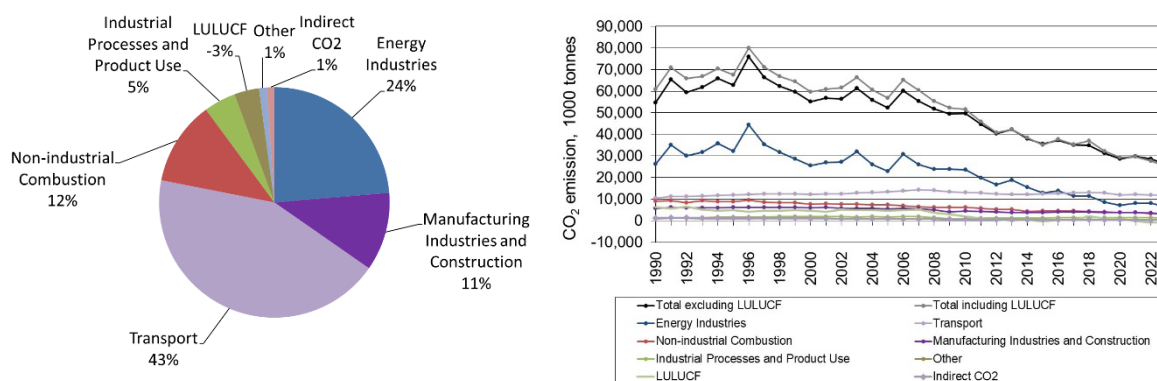 Industrial
Processes and
Product Use
5%
LULUCF
-3%
Other
1%
Indirect
CO2
1%
Energy
Industries
24%
Non-industrial
Combustion
12%
Manufacturing
Industries and
Construction
11%
Transport
43%
CO2 emission, 1000 tonnes
90,000
80,000
70,000
60,000
50,000
40,000
30,000
20,000
10,000
0
-10,000
1990
1992
1994
1996
1998
2000
2002
2004
2006
2008
2010
2012
2014
2016
2018
2020
2022
Total excluding LULUCF
Total including LULUCF
Energy Industries
Transport
Non-industrial Combustion
Manufacturing Industries and Construction
Industrial Processes and Product Use
Other
LULUCF
Indirect CO2